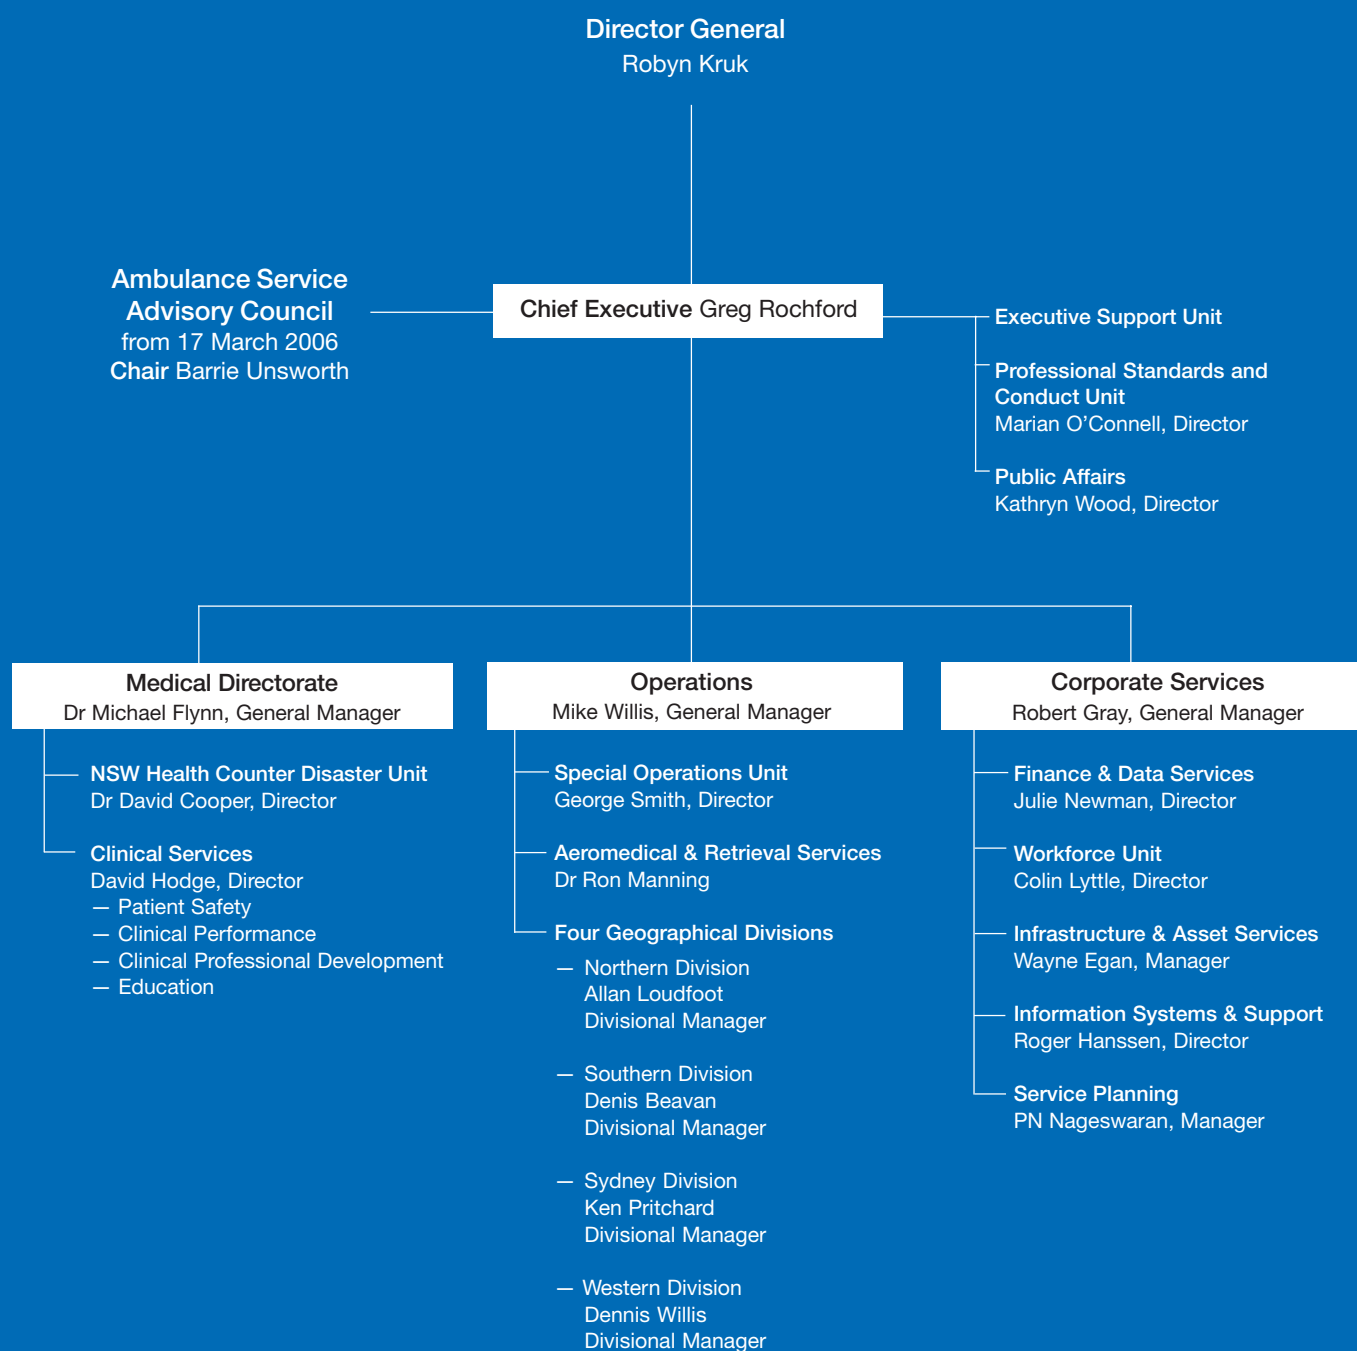 Director General
Robyn Kruk
Ambulance Service
Advisory Council
from 17 March 2006
Chair Barrie Unsworth
Chief Executive Greg Rochford
Executive Support Unit
Professional Standards and
Conduct Unit
Marian O’Connell, Director
Public Affairs
Kathryn Wood, Director
Medical Directorate
Dr Michael Flynn, General Manager
NSW Health Counter Disaster Unit
Dr David Cooper, Director
Clinical Services
David Hodge, Director
— Patient Safety
— Clinical Performance
— Clinical Professional Development
— Education
Operations
Mike Willis, General Manager
Special Operations Unit
George Smith, Director
Aeromedical & Retrieval Services
Dr Ron Manning
Four Geographical Divisions
— Northern Division
Allan Loudfoot
Divisional Manager
— Southern Division
Denis Beavan
Divisional Manager
— Sydney Division
Ken Pritchard
Divisional Manager
— Western Division
Dennis Willis
Divisional Manager
Corporate Services
Robert Gray, General Manager
Finance & Data Services
Julie Newman, Director
Workforce Unit
Colin Lyttle, Director
Infrastructure & Asset Services
Wayne Egan, Manager
Information Systems & Support
Roger Hanssen, Director
Service Planning
PN Nageswaran, Manager